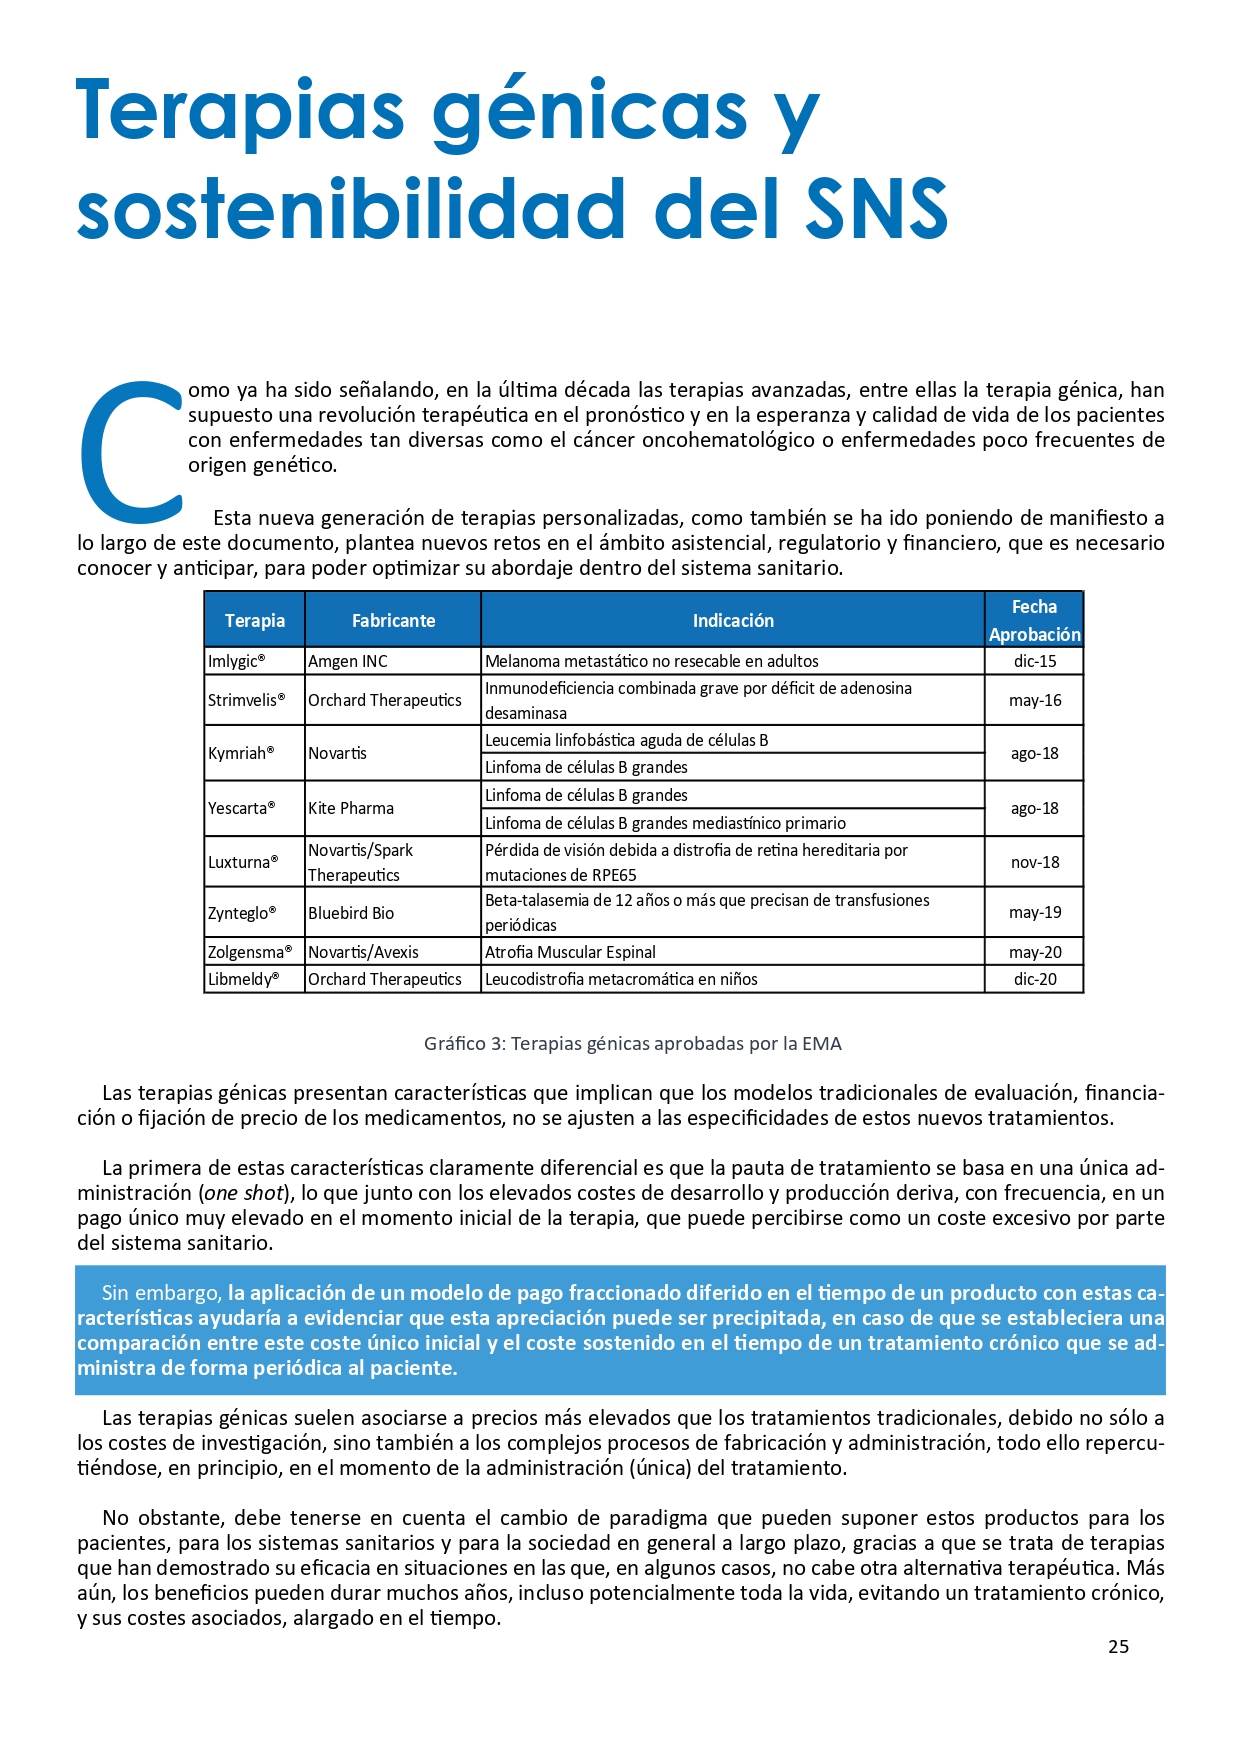 Terapias génicas y
sostenibilidad del SNS
Como ya ha sido señalando, en la última década las terapias avanzadas, entre ellas la terapia génica, han
supuesto una revolución terapéutica en el pronóstico y en la esperanza y calidad de vida de los pacientes
con enfermedades tan diversas como el cáncer oncohematológico o enfermedades poco frecuentes de
origen genético.
Esta nueva generación de terapias personalizadas, como también se ha ido poniendo de manifiesto a
lo largo de este documento, plantea nuevos retos en el ámbito asistencial, regulatorio y financiero, que es necesario
conocer y anticipar, para poder optimizar su abordaje dentro del sistema sanitario.
Terapia Fabricante Indicación Fecha Aprobación
Imlygic® Amgen INC Melanoma metastático no resecable en adultos dic-15
Strimvelis® Orchard Therapeutics Inmunodeficiencia combinada grave por déficit de adenosina
desaminasa may-16
Kymriah® Novartis Leucemia linfobástica aguda de células B
Linfoma de células B grandes ago-18
Yescarta® Kite Pharma Linfoma de células B grandes
Linfoma de células B grandes mediastínico primario ago-18
Luxturna® Novartis/Spark
Therapeutics Pérdida de visión debida a distrofia de retina hereditaria por
mutaciones de RPE65 nov-18
Zynteglo® Bluebird Bio Beta-talasemia de 12 años o más que precisan de transfusiones
periódicas may-19
Zolgensma® Novartis/Avexis Atrofia Muscular Espinal may-20
Libmeldy® Orchard Therapeutics Leucodistrofia metacromática en niños dic-20
Gráfico 3: Terapias génicas aprobadas por la EMA
Las terapias génicas presentan características que implican que los modelos tradicionales de evaluación, financia-
ción o fijación de precio de los medicamentos, no se ajusten a las especificidades de estos nuevos tratamientos.
La primera de estas características claramente diferencial es que la pauta de tratamiento se basa en una única ad-
ministración (one shot), lo que junto con los elevados costes de desarrollo y producción deriva, con frecuencia, en un
pago único muy elevado en el momento inicial de la terapia, que puede percibirse como un coste excesivo por parte
del sistema sanitario.
Sin embargo, la aplicación de un modelo de pago fraccionado diferido en el tiempo de un producto con estas ca-
racterísticas ayudaría a evidenciar que esta apreciación puede ser precipitada, en caso de que se estableciera una
comparación entre este coste único inicial y el coste sostenido en el tiempo de un tratamiento crónico que se ad-
ministra de forma periódica al paciente.
Las terapias génicas suelen asociarse a precios más elevados que los tratamientos tradicionales, debido no sólo a
los costes de investigación, sino también a los complejos procesos de fabricación y administración, todo ello repercu-
tiéndose, en principio, en el momento de la administración (única) del tratamiento.
No obstante, debe tenerse en cuenta el cambio de paradigma que pueden suponer estos productos para los
pacientes, para los sistemas sanitarios y para la sociedad en general a largo plazo, gracias a que se trata de terapias
que han demostrado su eficacia en situaciones en las que, en algunos casos, no cabe otra alternativa terapéutica. Más
aún, los beneficios pueden durar muchos años, incluso potencialmente toda la vida, evitando un tratamiento crónico,
y sus costes asociados, alargado en el tiempo.
25